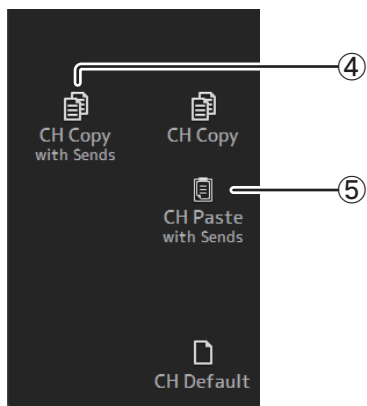 ④
CH Copy
with Sends
CH Copy
⑤
CH Paste
with Sends
CH Default